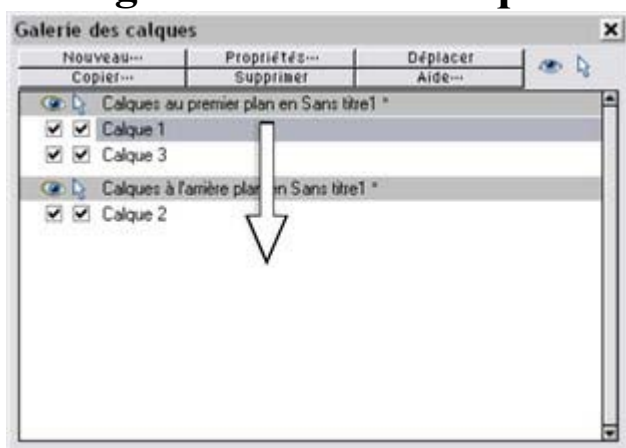 Galerie des calques
Nouveau... Propriétés... Déplacer
Copier... Supprimer Aide...
Calques au premier plan en Sans titre1 *
Calque 1
Calque 3
Calques à l'arrière plan en Sans titre1 *
Calque 2